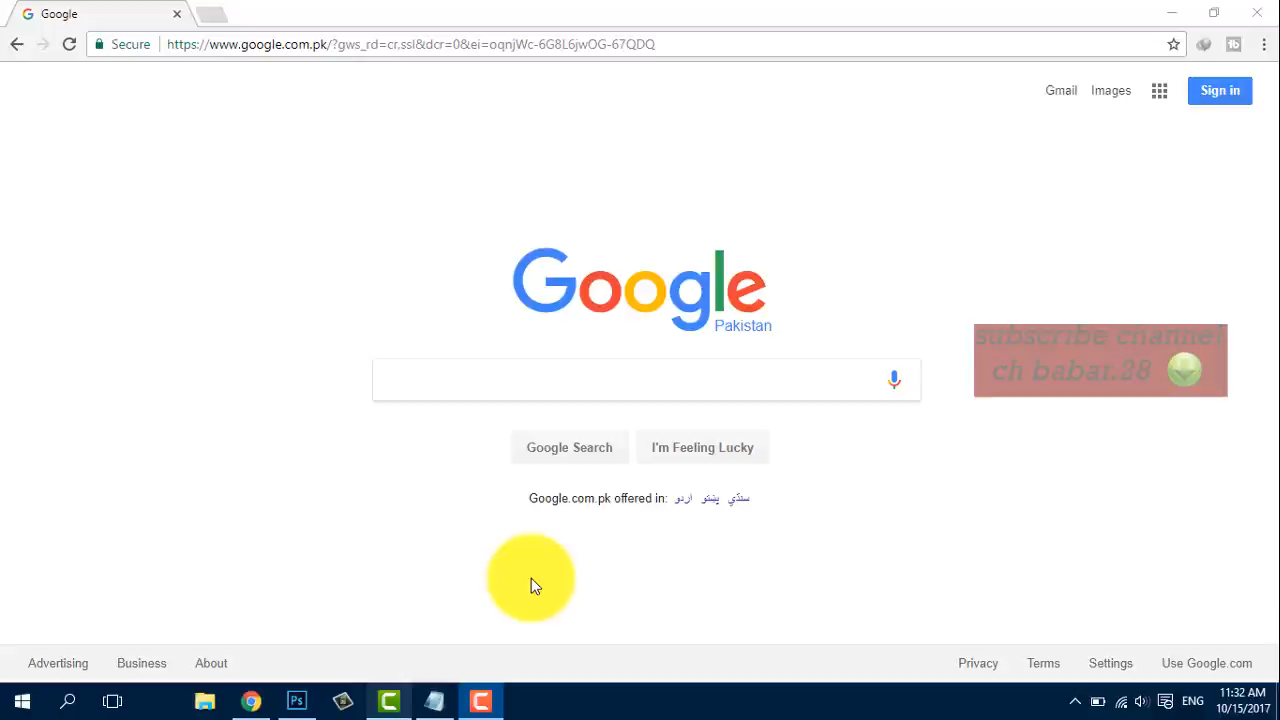 Google
Secure https://www.google.com.pk/?gws_rd=cr,ssl&dcr=0&ei=oqnjWc-6G8L6jwOG-67QDQ
Gmail Images Sign in
Google
Pakistan
subscribe channel
ch babar.28
Google Search I'm Feeling Lucky
Google.com.pk offered in: اردو پښتو سنڌي
Advertising Business About Privacy Terms Settings Use Google.com
Ps ENG 11:32 AM
10/15/2017